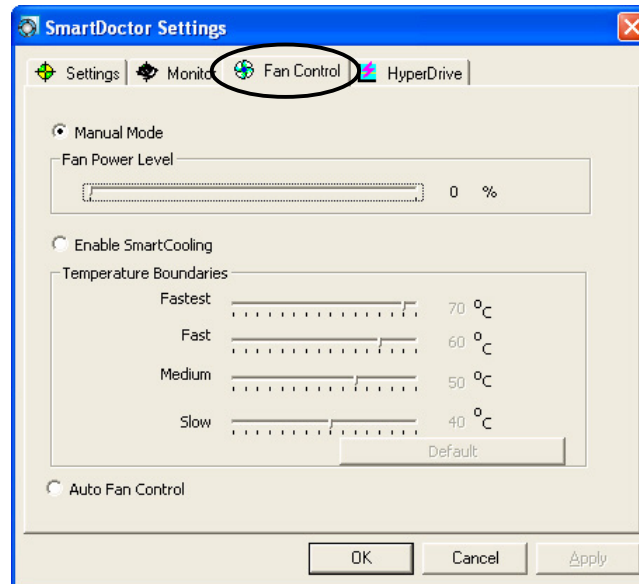 SmartDoctor Settings
Settings Monitor Fan Control HyperDrive
Manual Mode
Fan Power Level
0 %
Enable SmartCooling
Temperature Boundaries
Fastest 70 °C
Fast 60 °C
Medium 50 °C
Slow 40 °C
Default
Auto Fan Control
OK Cancel Apply